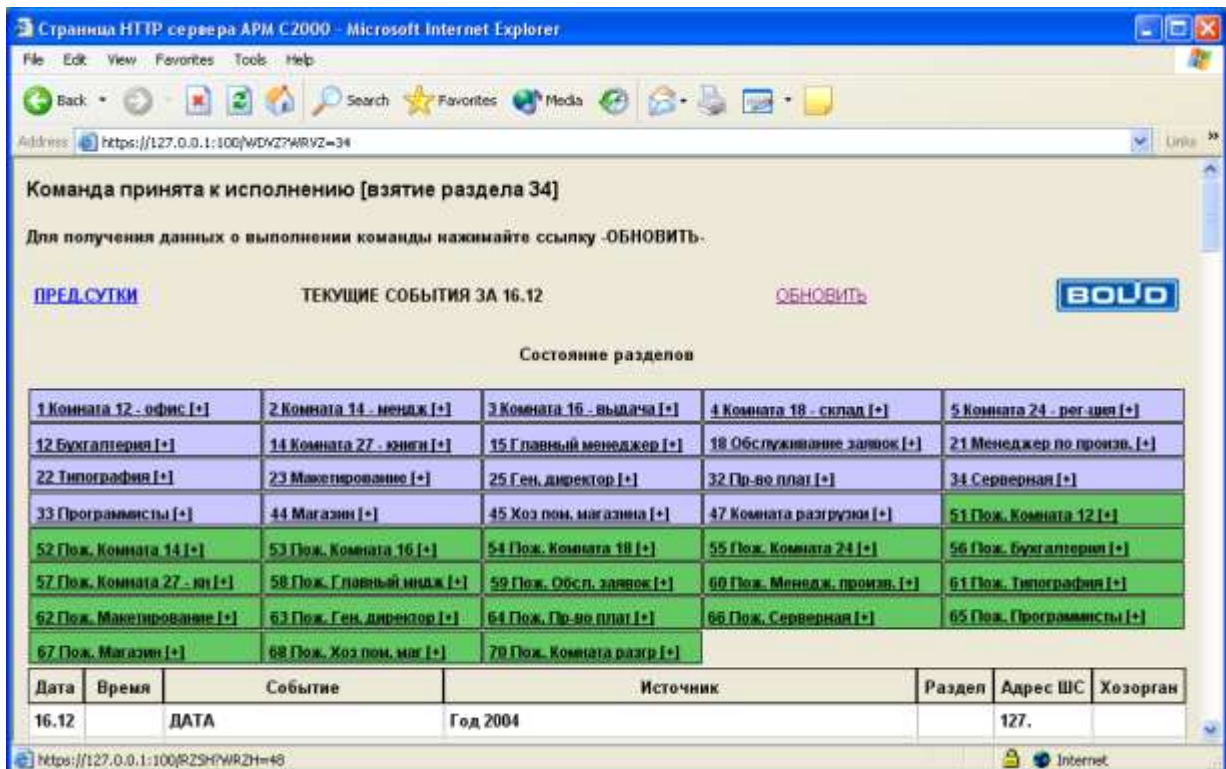 Страница HTTP сервера АРМ С2000 - Microsoft Internet Explorer
File Edit View Favorites Tools Help
Back Search Favorites Media
Address https://127.0.0.1:100/WDVZ?WRVZ=34 Links »
Команда принята к исполнению [взятие раздела 34]
Для получения данных о выполнении команды нажимайте ссылку -ОБНОВИТЬ-
ПРЕД.СУТКИ ТЕКУЩИЕ СОБЫТИЯ ЗА 16.12 ОБНОВИТЬ BOLID
Состояние разделов
1 Комната 12 - офис [+] 2 Комната 14 - мендж [+] 3 Комната 16 - выдача [+] 4 Комната 18 - склад [+] 5 Комната 24 - рег-ция [+]
12 Бухгалтерия [+] 14 Комната 27 - книги [+] 15 Главный менеджер [+] 18 Обслуживание заявок [+] 21 Менеджер по произв. [+]
22 Типография [+] 23 Макетирование [+] 25 Ген. директор [+] 32 Пр-во плат [+] 34 Серверная [+]
33 Программисты [+] 44 Магазин [+] 45 Хоз пом. магазина [+] 47 Комната разгрузки [+] 51 Пож. Комната 12 [+]
52 Пож. Комната 14 [+] 53 Пож. Комната 16 [+] 54 Пож. Комната 18 [+] 55 Пож. Комната 24 [+] 56 Пож. Бухгалтерия [+]
57 Пож. Комната 27 - кн [+] 58 Пож. Главный мндж [+] 59 Пож. Обсл. заявок [+] 60 Пож. Менедж. произв. [+] 61 Пож. Типография [+]
62 Пож. Макетирование [+] 63 Пож. Ген. директор [+] 64 Пож. Пр-во плат [+] 66 Пож. Серверная [+] 65 Пож. Программисты [+]
67 Пож. Магазин [+] 68 Пож. Хоз пом. маг [+] 70 Пож. Комната разгр [+]
Дата Время Событие Источник Раздел Адрес ШС Хозорган
16.12 ДАТА Год 2004 127.
https://127.0.0.1:100/RZSH?WRZH=48 Internet